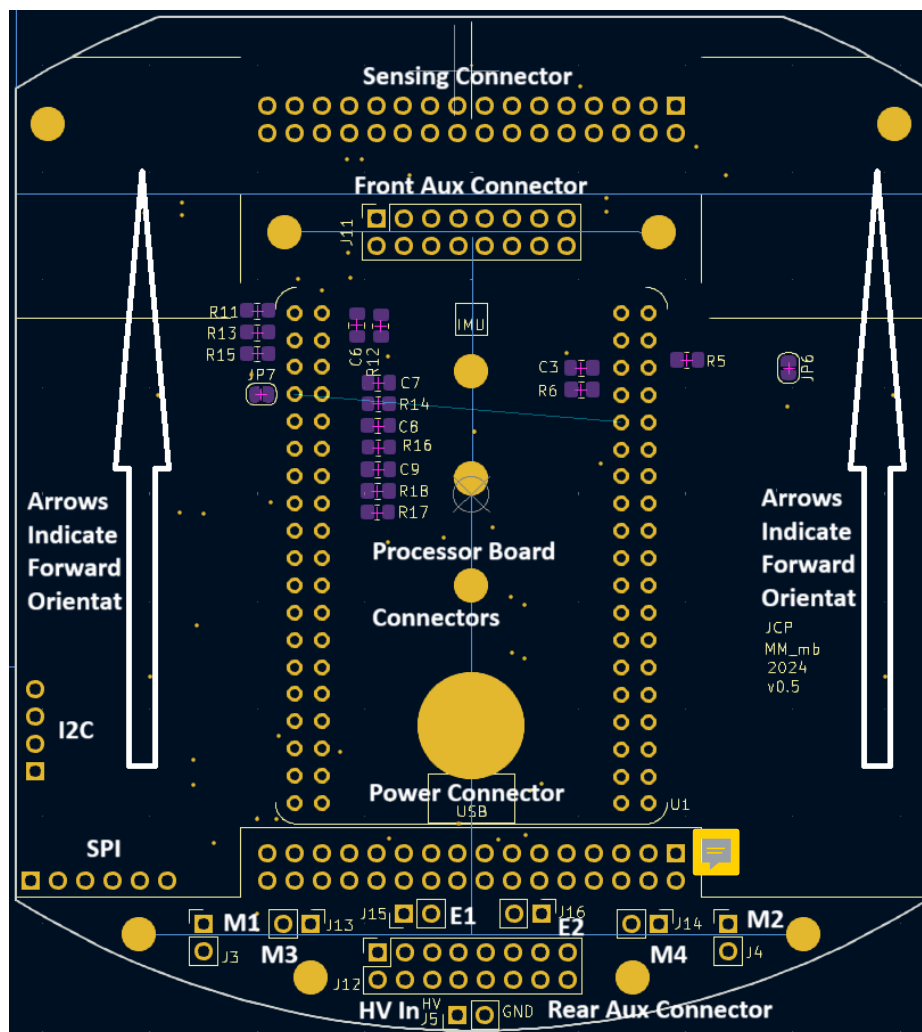 Sensing Connector
Front Aux Connector
J11
IMU
R11
R13
R15
JP7
C6
R12
C7
R14
C8
R16
C9
R18
R17
C3
R6
R5
JP6
Arrows
Indicate
Forward
Orientat
Processor Board
Connectors
Arrows
Indicate
Forward
Orientat
JCP
MM_mb
2024
v0.5
I2C
Power Connector
USB
U1
SPI
M1
J3
J13
M3
J15
E1
J16
E2
J14
M4
M2
J4
J12
HV In
HV
J5
GND
Rear Aux Connector